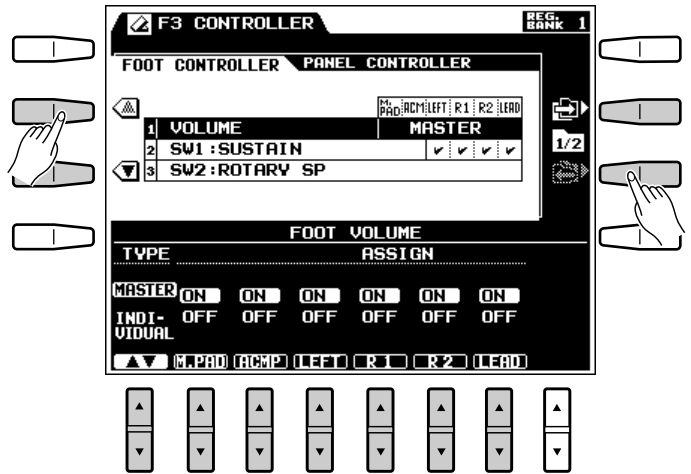 F3 CONTROLLER REG. BANK 1
FOOT CONTROLLER PANEL CONTROLLER
M. PAD ACM LEFT R1 R2 LEAD
1 VOLUME MASTER
2 SW1:SUSTAIN ✔ ✔ ✔ ✔
1/2
3 SW2:ROTARY SP
FOOT VOLUME
TYPE ASSIGN
MASTER ON ON ON ON ON ON
INDI- OFF OFF OFF OFF OFF OFF
VIDUAL
▲▼ M.PAD ACMP LEFT R1 R2 LEAD